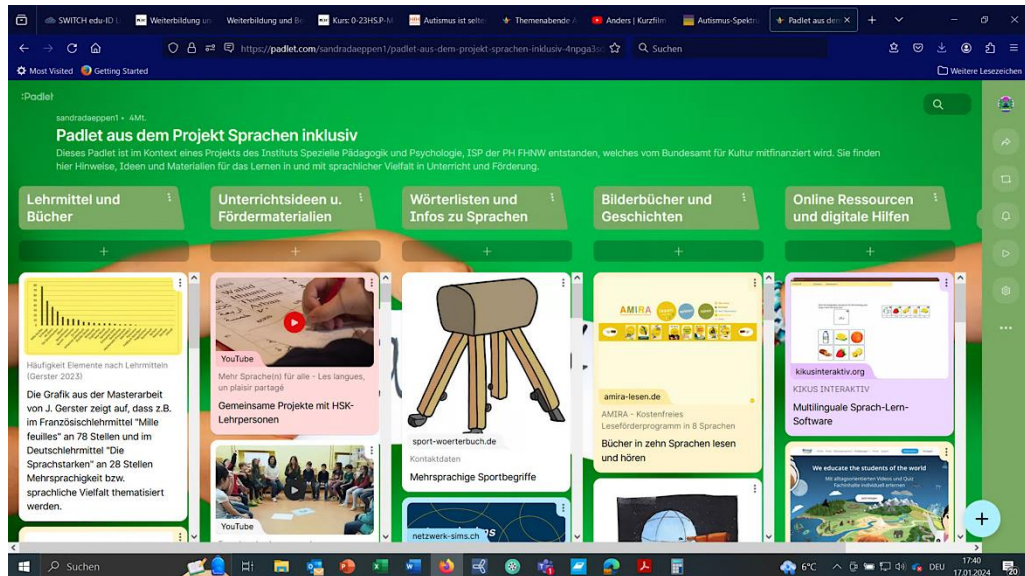 SWITCH edu-ID
Weiterbildung un
Weiterbildung und Be
Kurs: 0-23HS.P-M
Autismus ist selte
Themenabende
Anders | Kurzfilm
Autismus-Spektru
Padlet aus dem
https://padlet.com/sandradaeppen1/padlet-aus-dem-projekt-sprachen-inklusiv-4npga3s
Suchen
Most Visited
Getting Started
Weitere Lesezeichen
:Padlet
sandradaeppen1 • 4Mt.
Padlet aus dem Projekt Sprachen inklusiv
Dieses Padlet ist im Kontext eines Projekts des Instituts Spezielle Pädagogik und Psychologie, ISP der PH FHNW entstanden, welches vom Bundesamt für Kultur mitfinanziert wird. Sie finden
hier Hinweise, Ideen und Materialien für das Lernen in und mit sprachlicher Vielfalt in Unterricht und Förderung.
Lehrmittel und
Bücher
Häufigkeit Elemente nach Lehrmitteln
(Gerster 2023)
Die Grafik aus der Masterarbeit
von J. Gerster zeigt auf, dass z.B.
im Französischlehrmittel "Mille
feuilles" an 78 Stellen und im
Deutschlehrmittel "Die
Sprachstarken" an 28 Stellen
Mehrsprachigkeit bzw.
sprachliche Vielfalt thematisiert
werden.
Unterrichtsideen u.
Fördermaterialien
YouTube
Mehr Sprache(n) für alle - Les langues,
un plaisir partagé
Gemeinsame Projekte mit HSK-
Lehrpersonen
YouTube
Wörterlisten und
Infos zu Sprachen
sport-woerterbuch.de
Kontaktdaten
Mehrsprachige Sportbegriffe
netzwerk-sims.ch
Bilderbücher und
Geschichten
AMIRA
amira-lesen.de
AMIRA - Kostenfreies
Leseförderprogramm in 8 Sprachen
Bücher in zehn Sprachen lesen
und hören
Online Ressourcen
und digitale Hilfen
kikusinteraktiv.org
KIKUS INTERAKTIV
Multilinguale Sprach-Lern-
Software
We educate the students of the world
Mit alltagsorientierten Videos und Quiz
Fachinhalte individuell erlernen
Suchen
6°C
DEU
17:40
17.01.2024
20